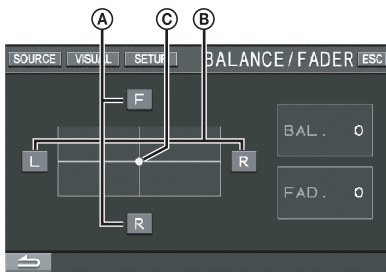 A C B
SOURCE VISUAL SETUP BALANCE/FADER ESC
F
BAL. 0
L R
FAD. 0
R